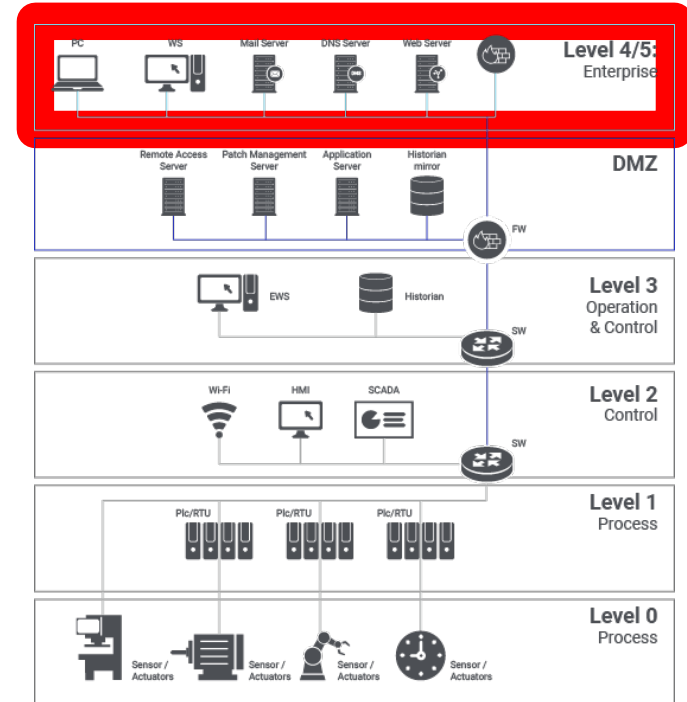 PC
WS
Mail Server
DNS Server
Web Server
Level 4/5:
Enterprise
Remote Access
Server
Patch Management
Server
Application
Server
Historian
mirror
DMZ
FW
EWS
Historian
Level 3
Operation
& Control
SW
Wi-Fi
HMI
SCADA
Level 2
Control
SW
Plc/RTU
Plc/RTU
Plc/RTU
Level 1
Process
Sensor /
Actuators
Sensor /
Actuators
Sensor /
Actuators
Sensor /
Actuators
Level 0
Process